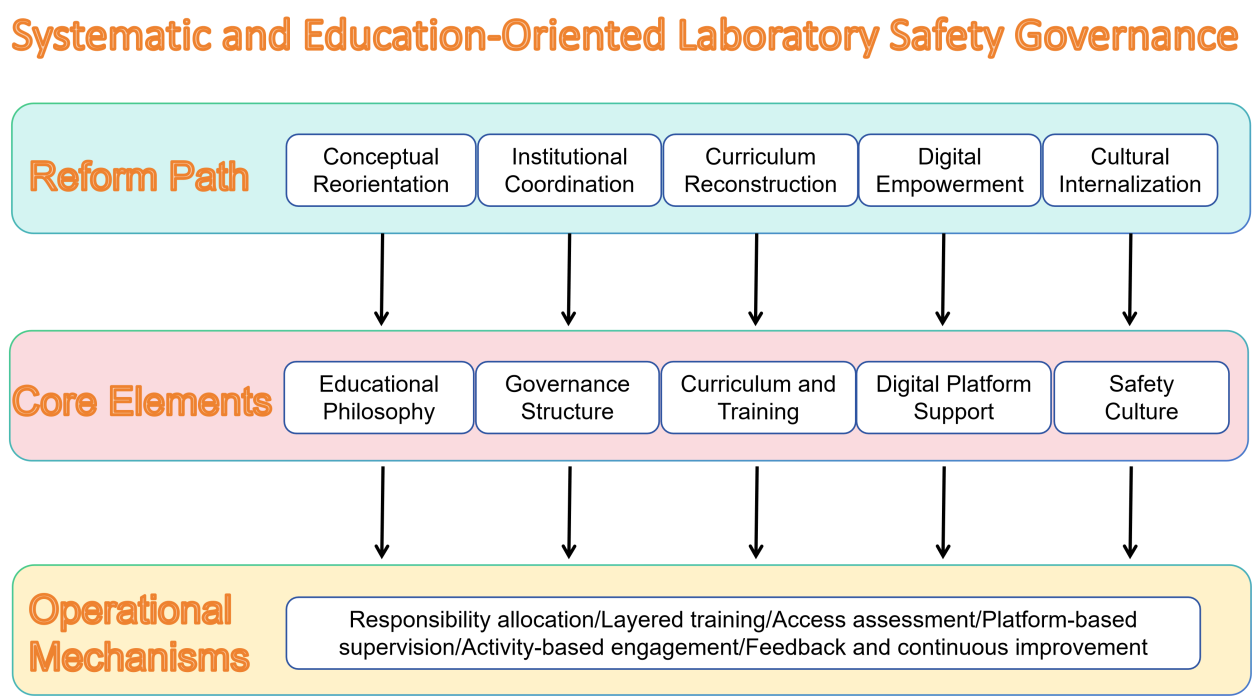 Systematic and Education-Oriented Laboratory Safety Governance
Reform Path
Conceptual
Reorientation
Institutional
Coordination
Curriculum
Reconstruction
Digital
Empowerment
Cultural
Internalization
Core Elements
Educational
Philosophy
Governance
Structure
Curriculum and
Training
Digital Platform
Support
Safety
Culture
Operational
Mechanisms
Responsibility allocation/Layered training/Access assessment/Platform-based
supervision/Activity-based engagement/Feedback and continuous improvement